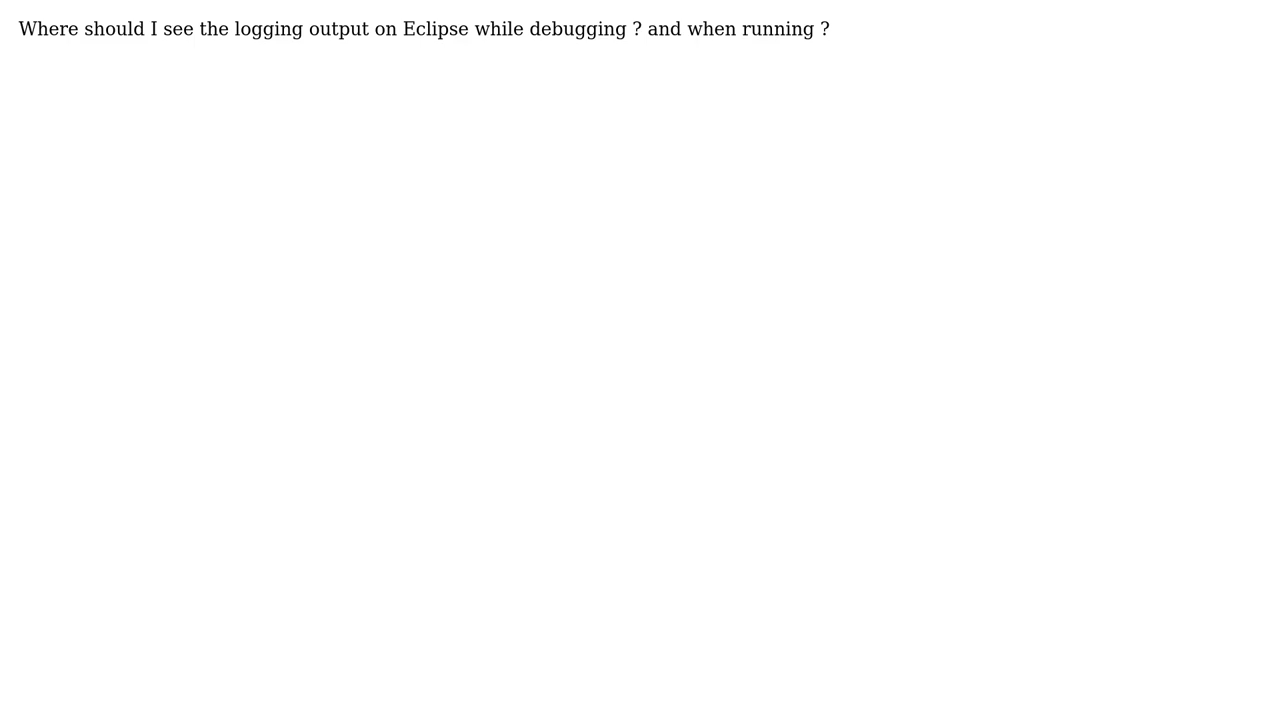 Where should I see the logging output on Eclipse while debugging ? and when running ?